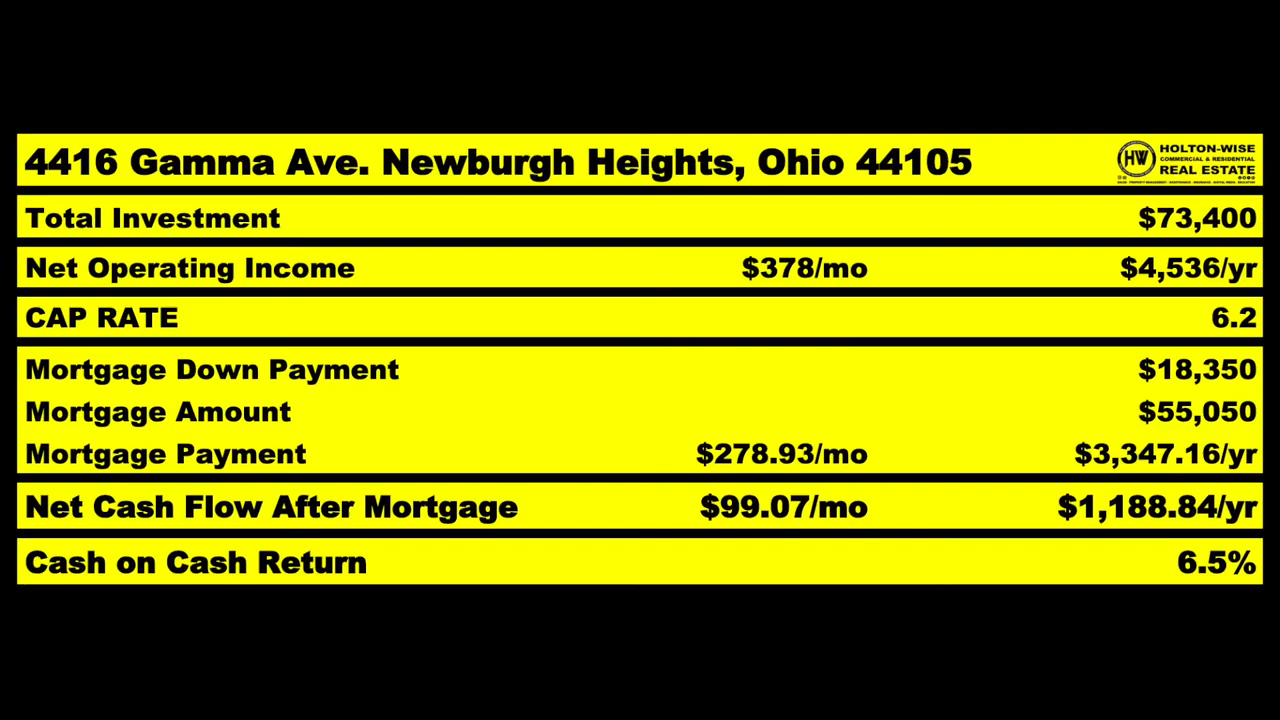 4416 Gamma Ave. Newburgh Heights, Ohio 44105
HW
HOLTON-WISE
COMMERCIAL & RESIDENTIAL
REAL ESTATE
Total Investment $73,400
Net Operating Income $378/mo $4,536/yr
CAP RATE 6.2
Mortgage Down Payment $18,350
Mortgage Amount $55,050
Mortgage Payment $278.93/mo $3,347.16/yr
Net Cash Flow After Mortgage $99.07/mo $1,188.84/yr
Cash on Cash Return 6.5%